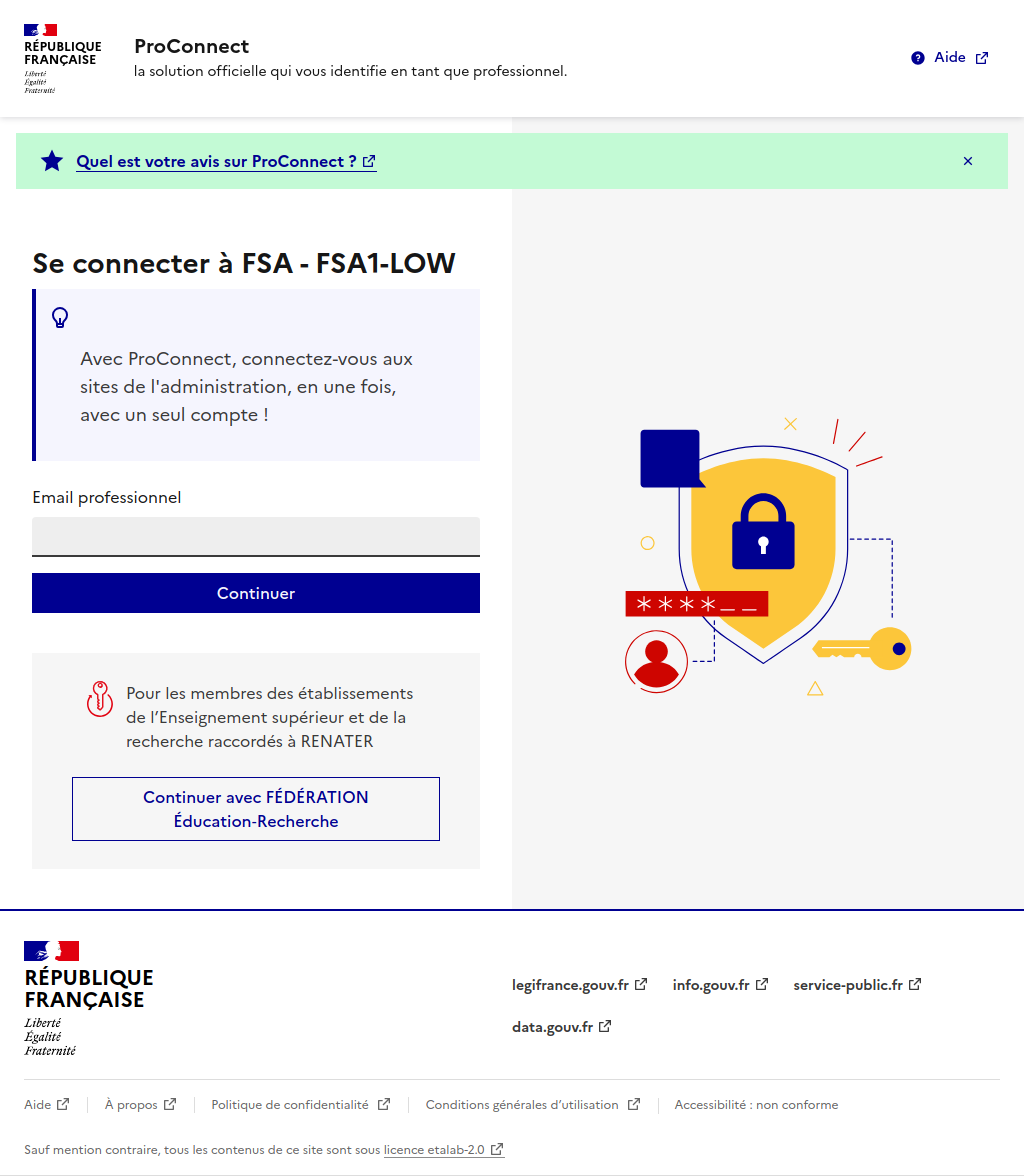 RÉPUBLIQUE
FRANÇAISE
Liberté
Égalité
Fraternité
ProConnect
la solution officielle qui vous identifie en tant que professionnel.
Aide
Quel est votre avis sur ProConnect ?
Se connecter à FSA - FSA1-LOW
Avec ProConnect, connectez-vous aux
sites de l'administration, en une fois,
avec un seul compte !
Email professionnel
Continuer
Pour les membres des établissements
de l’Enseignement supérieur et de la
recherche raccordés à RENATER
Continuer avec FÉDÉRATION
Éducation-Recherche
RÉPUBLIQUE
FRANÇAISE
Liberté
Égalité
Fraternité
legifrance.gouv.fr info.gouv.fr service-public.fr
data.gouv.fr
Aide À propos Politique de confidentialité Conditions générales d’utilisation Accessibilité : non conforme
Sauf mention contraire, tous les contenus de ce site sont sous licence etalab-2.0